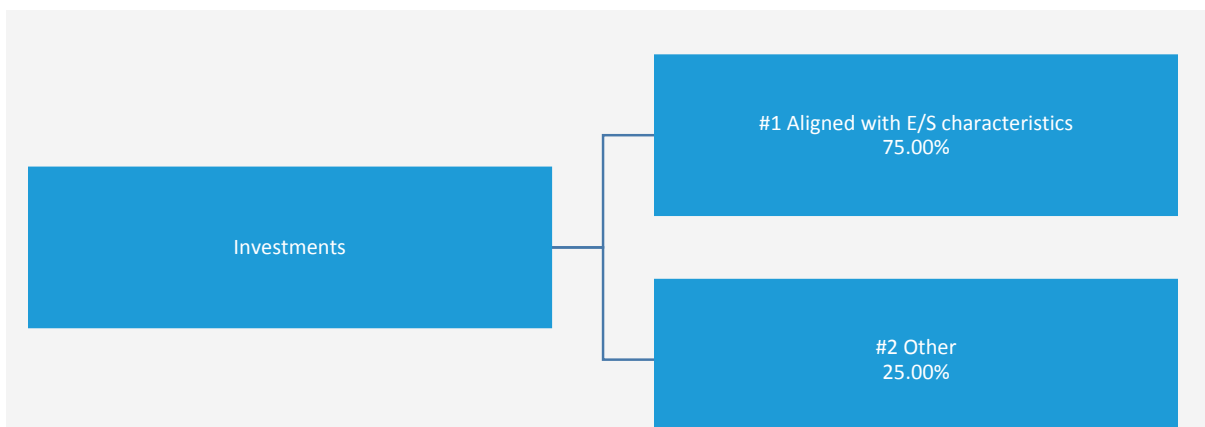 Investments
#1 Aligned with E/S characteristics
75.00%
#2 Other
25.00%